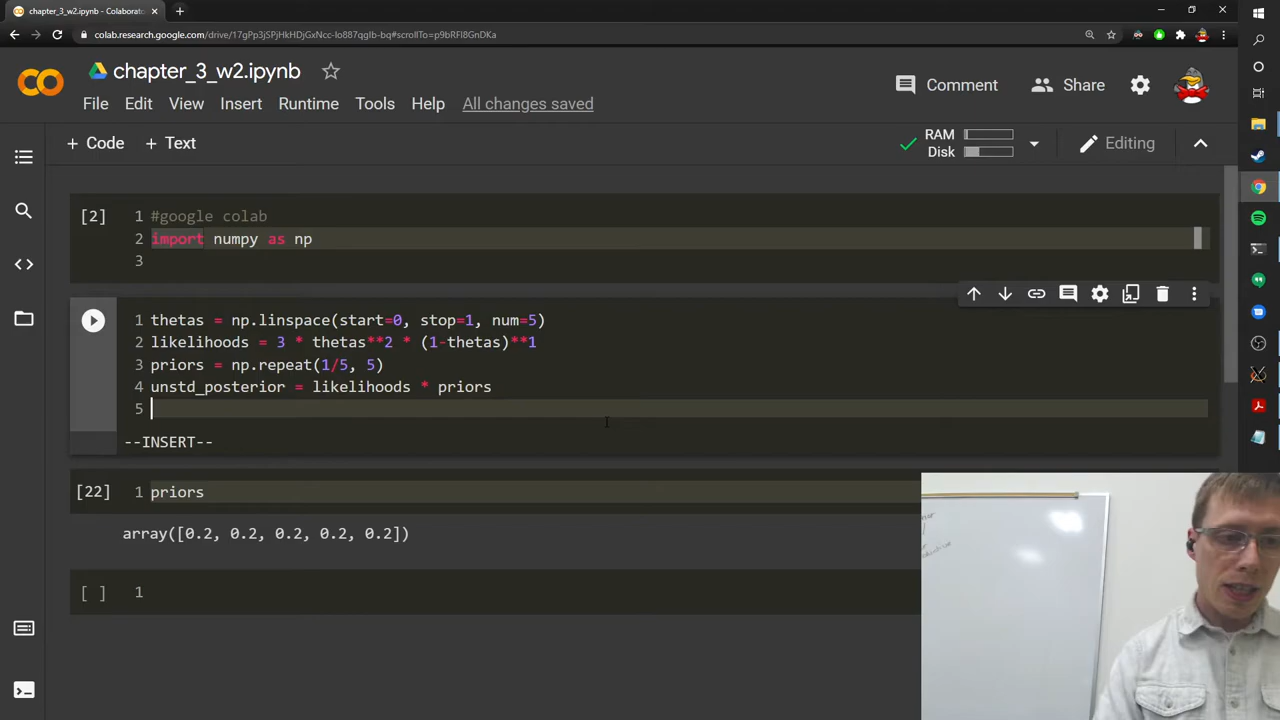 chapter_3_w2.ipynb - Colaborato
colab.research.google.com/drive/17gPp3jSPjHkHDjGxNcc-lo887qgIb-bq#scrollTo=p9bRFl8GnDKa
chapter_3_w2.ipynb
Comment
Share
File Edit View Insert Runtime Tools Help All changes saved
+ Code + Text
RAM
Disk
Editing
[2]
1 #google colab
2 import numpy as np
3
1 thetas = np.linspace(start=0, stop=1, num=5)
2 likelihoods = 3 * thetas**2 * (1-thetas)**1
3 priors = np.repeat(1/5, 5)
4 unstd_posterior = likelihoods * priors
5
--INSERT--
[22] 1 priors
array([0.2, 0.2, 0.2, 0.2, 0.2])
[ ] 1